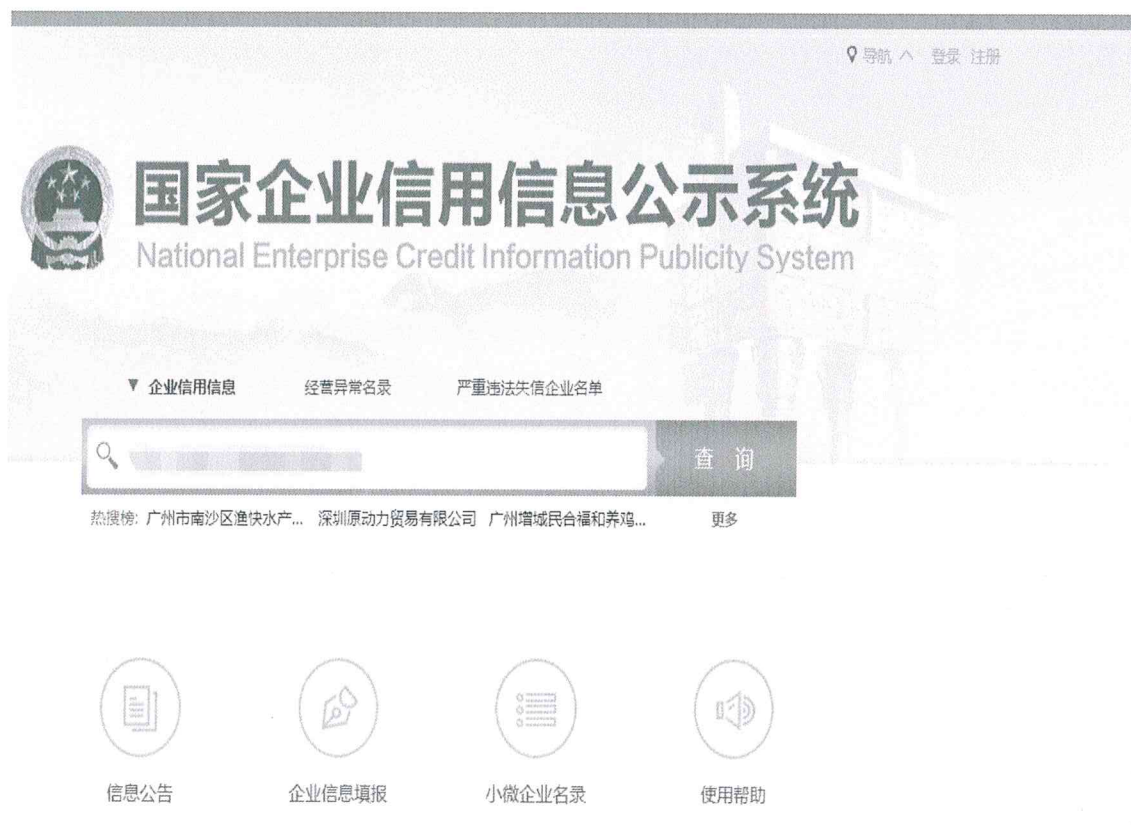 导航 登录 注册
国家企业信用信息公示系统
National Enterprise Credit Information Publicity System
企业信用信息 经营异常名录 严重违法失信企业名单
查 询
热搜榜: 广州市南沙区渔快水产... 深圳原动力贸易有限公司 广州增城民合福和养鸡... 更多
信息公告 企业信息填报 小微企业名录 使用帮助